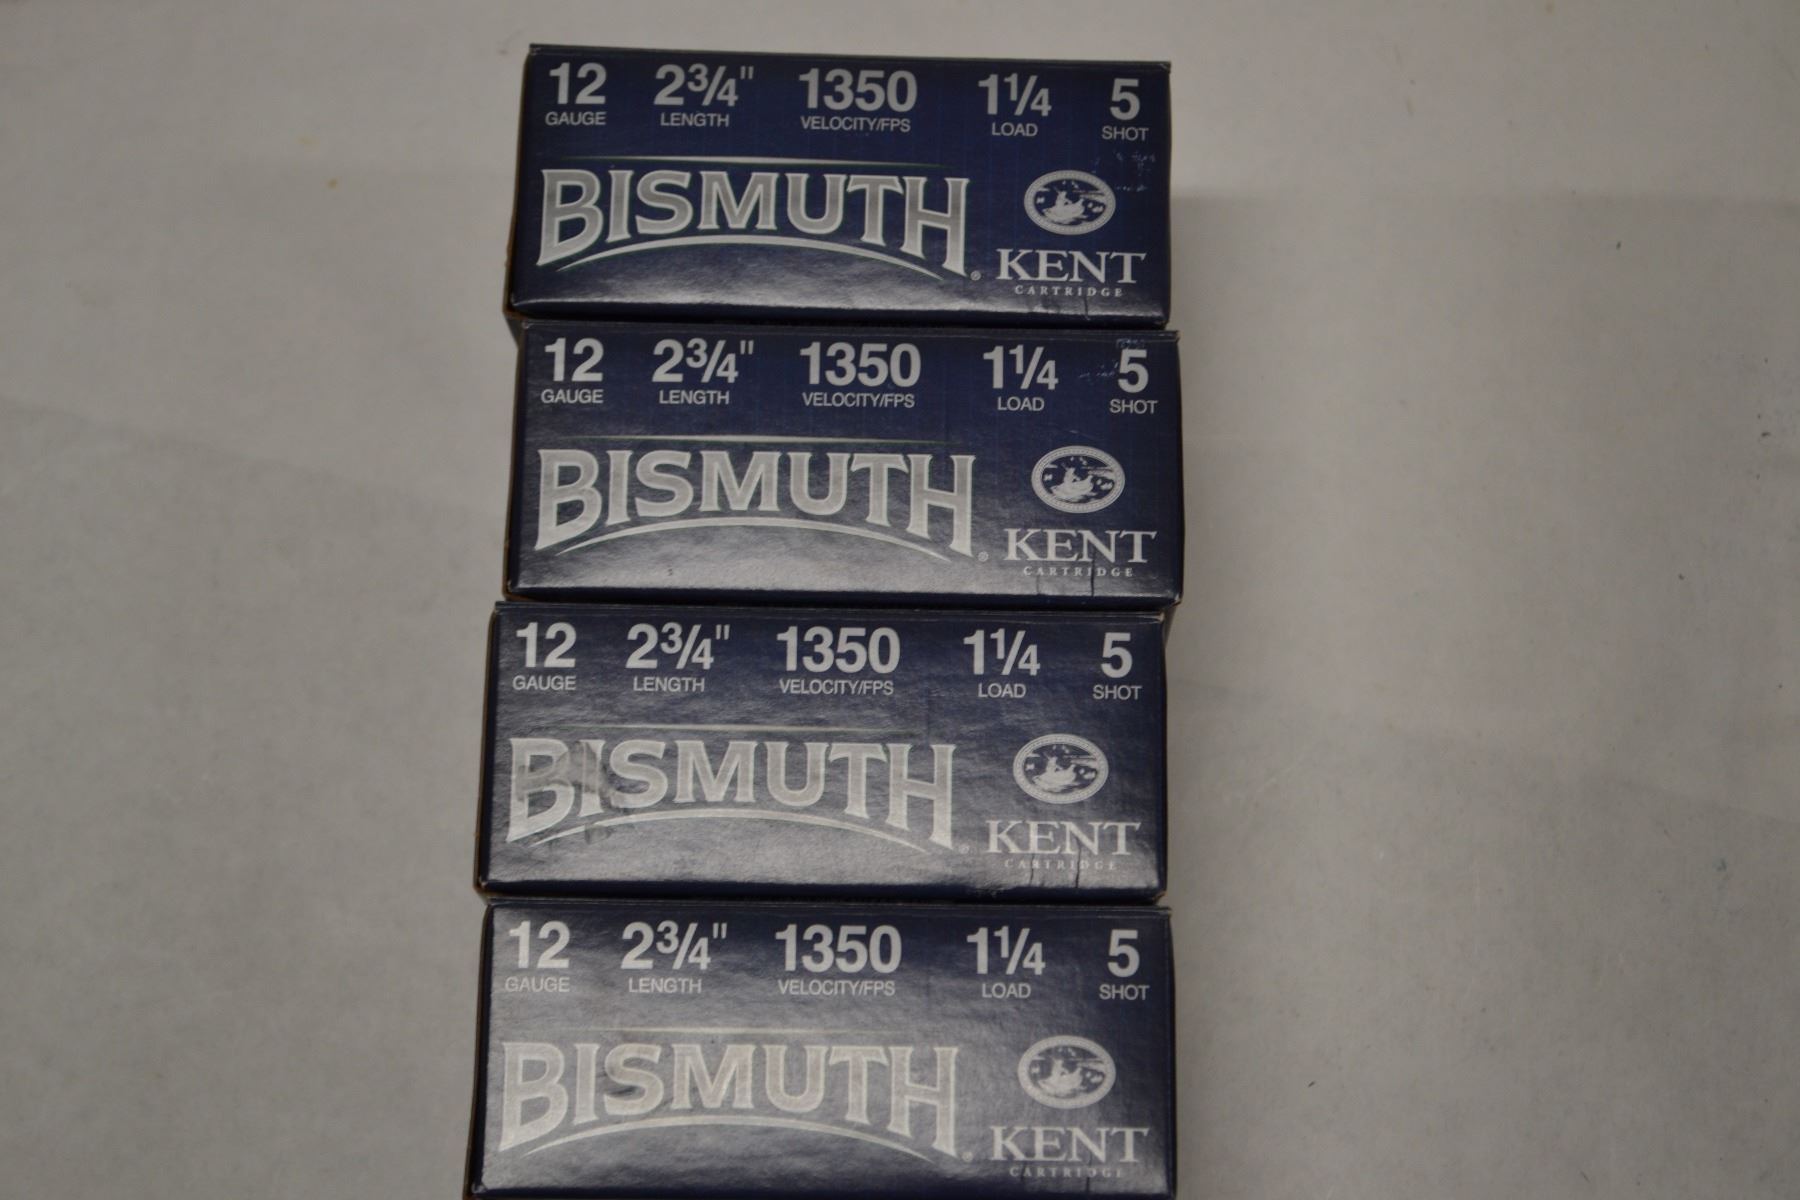 12 2¾" 1350 1¼ 5
GAUGE LENGTH VELOCITY/FPS LOAD SHOT
BISMUTH®
KENT
CARTRIDGE
12 2¾" 1350 1¼ 5
GAUGE LENGTH VELOCITY/FPS LOAD SHOT
BISMUTH®
KENT
CARTRIDGE
12 2¾" 1350 1¼ 5
GAUGE LENGTH VELOCITY/FPS LOAD SHOT
BISMUTH®
KENT
CARTRIDGE
12 2¾" 1350 1¼ 5
GAUGE LENGTH VELOCITY/FPS LOAD SHOT
BISMUTH®
KENT
CARTRIDGE